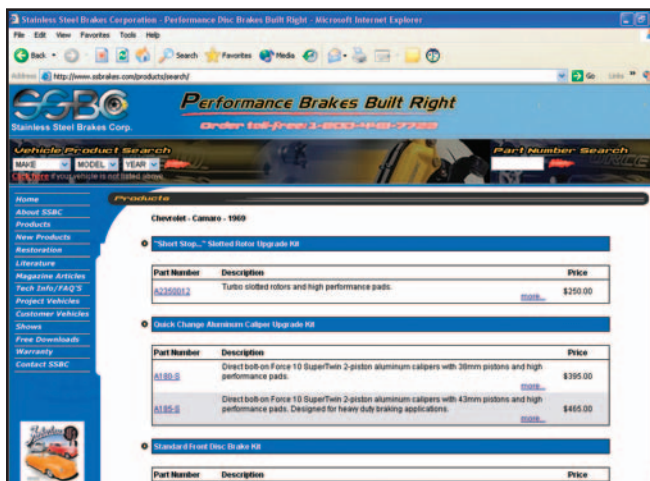 Stainless Steel Brakes Corporation - Performance Disc Brakes Built Right - Microsoft Internet Explorer
File Edit View Favorites Tools Help
Back Search Favorites Media
Address http://www.ssbrakes.com/products/search/ Go Links »
SSBC
Stainless Steel Brakes Corp.
Performance Brakes Built Right
Order toll-free
Vehicle Product Search
Part Number Search
MAKE MODEL YEAR
Click here if your vehicle is not listed above.
Home
About SSBC
Products
New Products
Restoration
Literature
Magazine Articles
Tech Info/FAQ'S
Project Vehicles
Customer Vehicles
Shows
Free Downloads
Warranty
Contact SSBC
Products
Chevrolet - Camaro - 1969
"Short Stop..." Slotted Rotor Upgrade Kit
Part Number Description Price
A2350012 Turbo slotted rotors and high performance pads. $250.00
more...
Quick Change Aluminum Caliper Upgrade Kit
Part Number Description Price
Direct bolt-on Force 10 SuperTwin 2-piston aluminum calipers with 38mm pistons and high
A180-S performance pads. $395.00
more...
Direct bolt-on Force 10 SuperTwin 2-piston aluminum calipers with 43mm pistons and high
A185-S performance pads. Designed for heavy duty braking applications. $465.00
more...
Standard Front Disc Brake Kit
Part Number Description Price